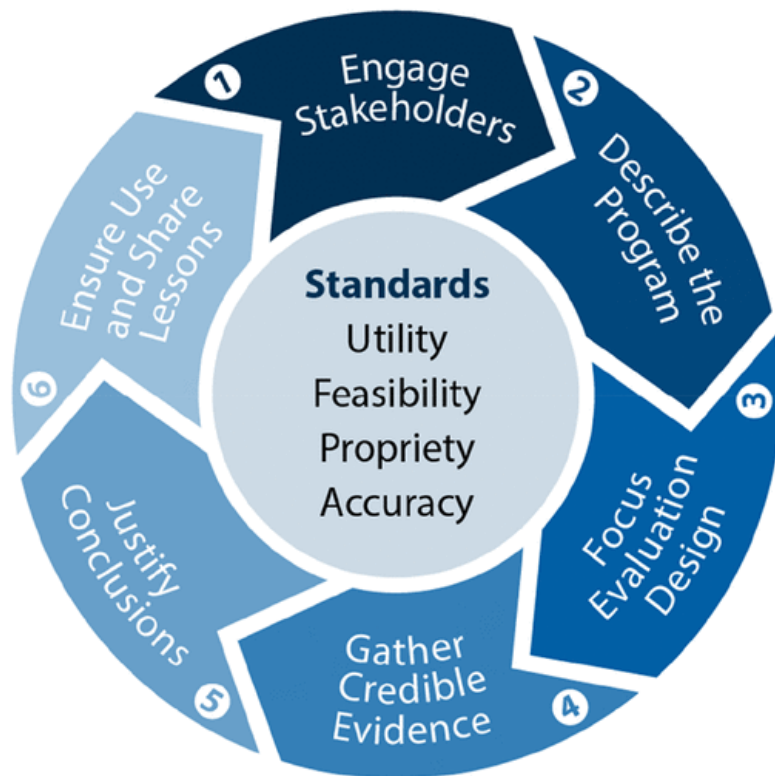 1
Engage
Stakeholders
2
Describe the
Program
3
Focus
Evaluation
Design
4
Gather
Credible
Evidence
5
Justify
Conclusions
6
Ensure Use
and Share
Lessons
Standards
Utility
Feasibility
Propriety
Accuracy